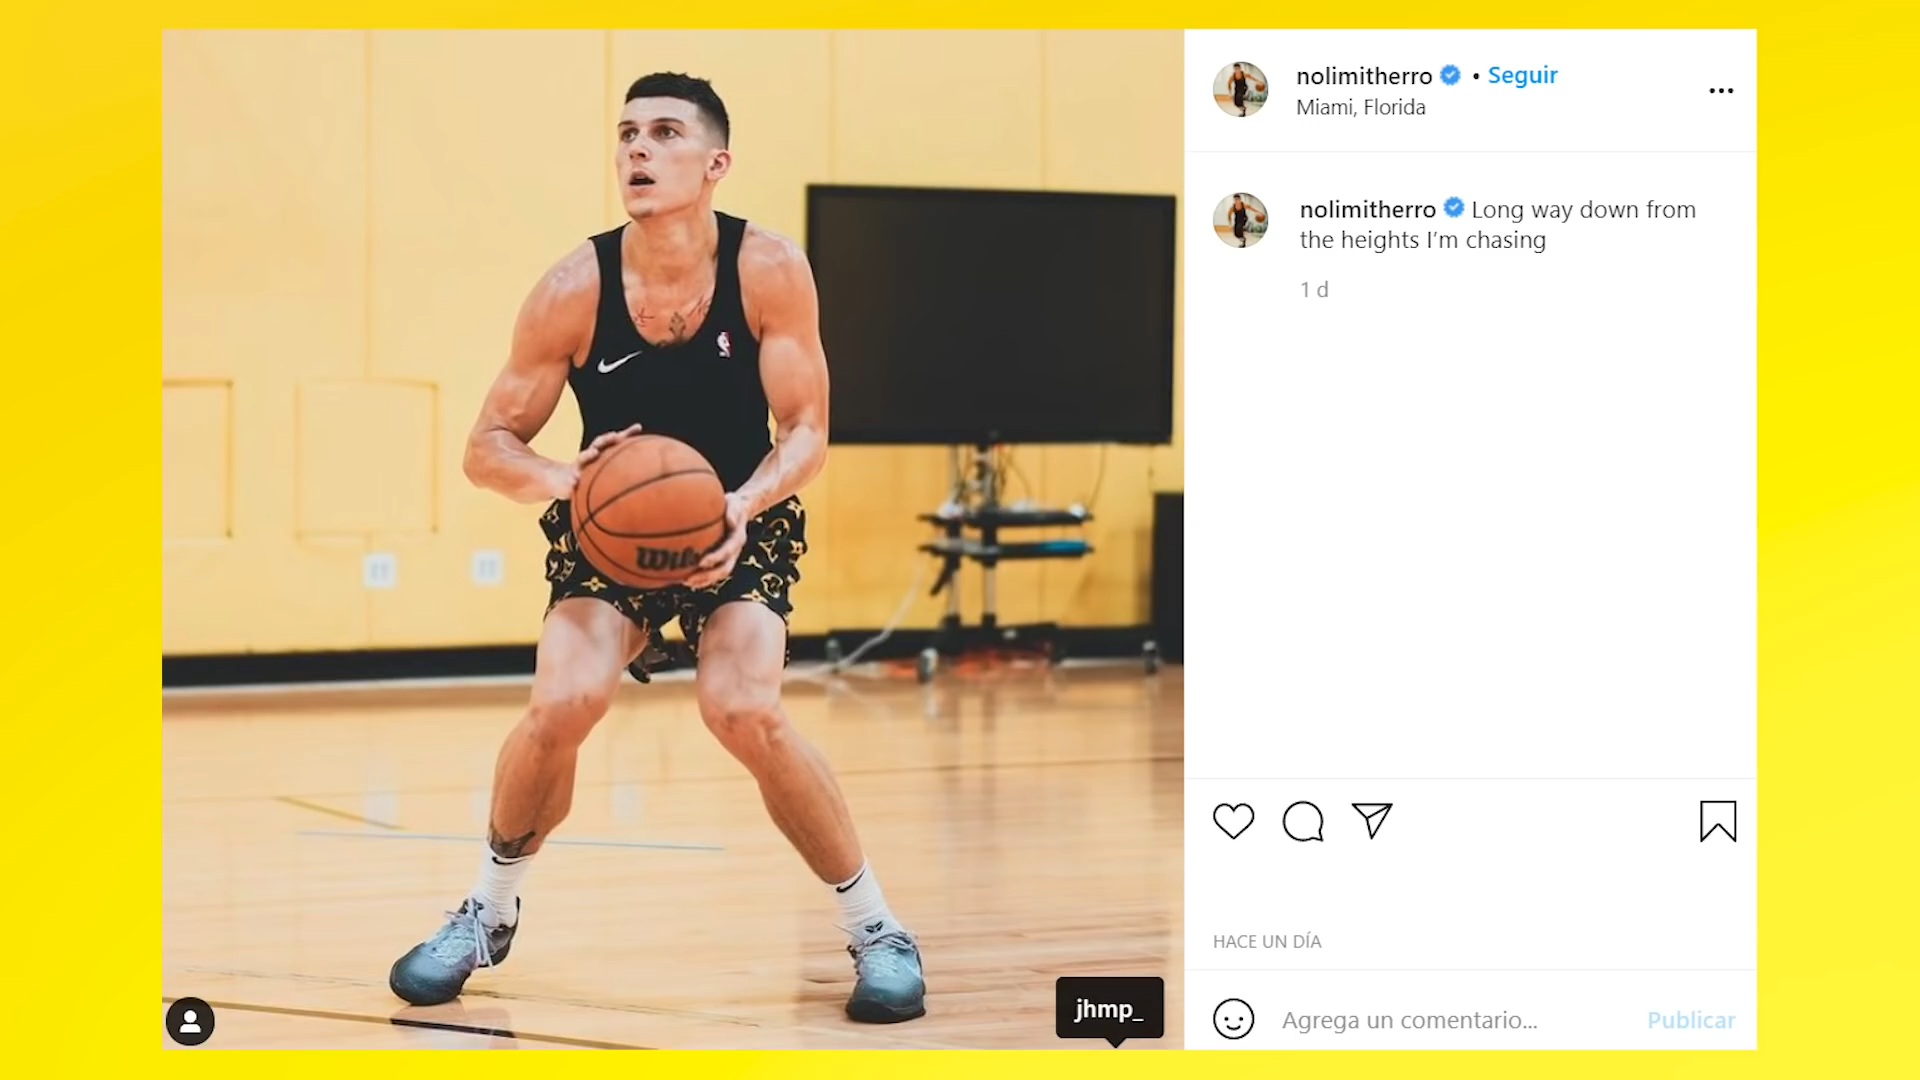 nolimitherro • Seguir
Miami, Florida
nolimitherro Long way down from
the heights I’m chasing
1 d
Wils
jhmp_
HACE UN DÍA
Agrega un comentario...
Publicar